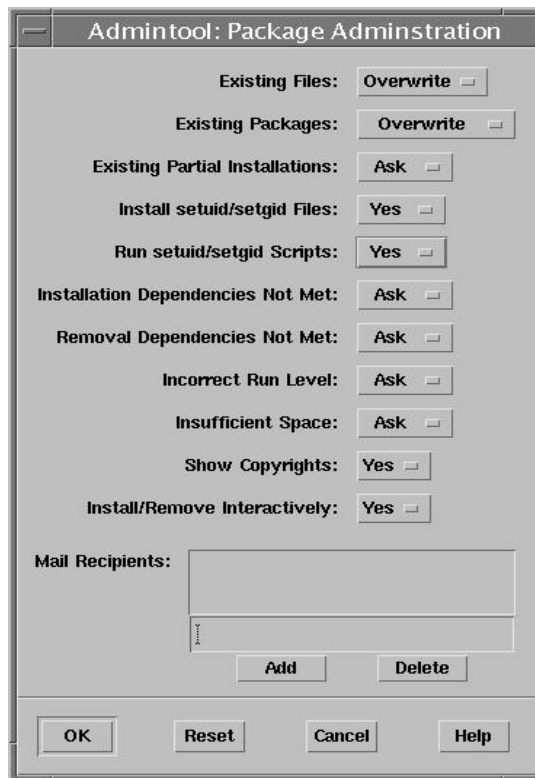 Admintool: Package Adminstration
Existing Files: Overwrite
Existing Packages: Overwrite
Existing Partial Installations: Ask
Install setuid/setgid Files: Yes
Run setuid/setgid Scripts: Yes
Installation Dependencies Not Met: Ask
Removal Dependencies Not Met: Ask
Incorrect Run Level: Ask
Insufficient Space: Ask
Show Copyrights: Yes
Install/Remove Interactively: Yes
Mail Recipients:
Add Delete
OK Reset Cancel Help